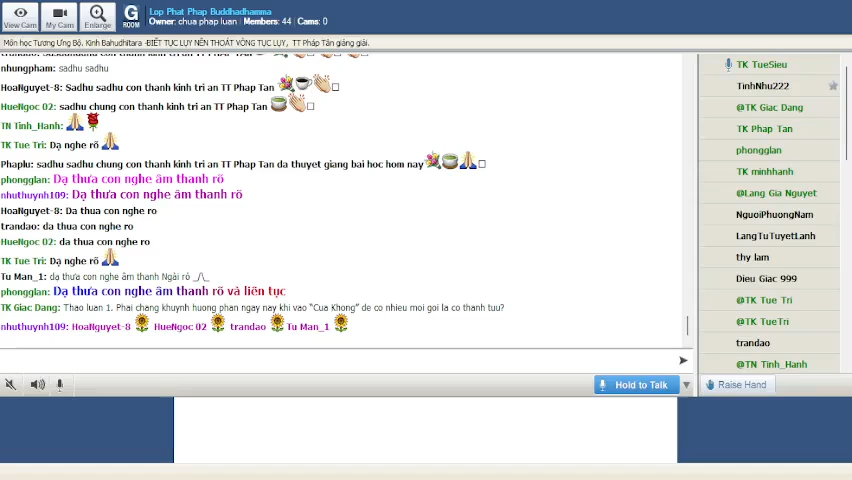 View Cam
My Cam
Enlarge
G
ROOM
Lop Phat Phap Buddhadhamma
Owner: chua phap luan | Members: 44 | Cams: 0
Môn học Tương Ưng Bộ. Kinh Bahudhitara -BIẾT TỤC LỤY NÊN THOÁT VÒNG TỤC LỤY, TT Pháp Tân giảng giải.
nhungpham: sadhu sadhu
HoaNguyet-8: Sadhu sadhu con thanh kinh tri an TT Phap Tan
HueNgoc 02: sadhu chung con thanh kinh tri an TT Phap Tan
TN Tinh_Hanh:
TK Tue Tri: Dạ nghe rõ
Phaplu: sadhu sadhu chung con thanh kinh tri an TT Phap Tan da thuyet giang bai hoc hom nay
phongglan: Dạ thưa con nghe âm thanh rõ
nhuthuynh109: Dạ thưa con nghe âm thanh rõ
HoaNguyet-8: Da thua con nghe ro
trandao: da thua con nghe ro
HueNgoc 02: da thua con nghe ro
TK Tue Tri: Dạ nghe rõ
Tu Man_1: dạ thưa con nghe âm thanh Ngài rõ _/\_
phongglan: Dạ thưa con nghe âm thanh rõ và liên tục
TK Giac Dang: Thao luan 1. Phai chang khuynh huong phan ngay nay khi vao "Cua Khong" de co nhieu moi goi la co thanh tuu?
nhuthuynh109: HoaNguyet-8 HueNgoc 02 trandao Tu Man_1
Hold to Talk
TK TueSieu
TinhNhu222
@TK Giac Dang
TK Phap Tan
phongglan
TK minhhanh
@Lang Gia Nguyet
NguoiPhuongNam
LangTuTuyetLanh
thy lam
Dieu Giac 999
@TK Tue Tri
@TK TueTri
trandao
@TN Tinh_Hanh
Raise Hand